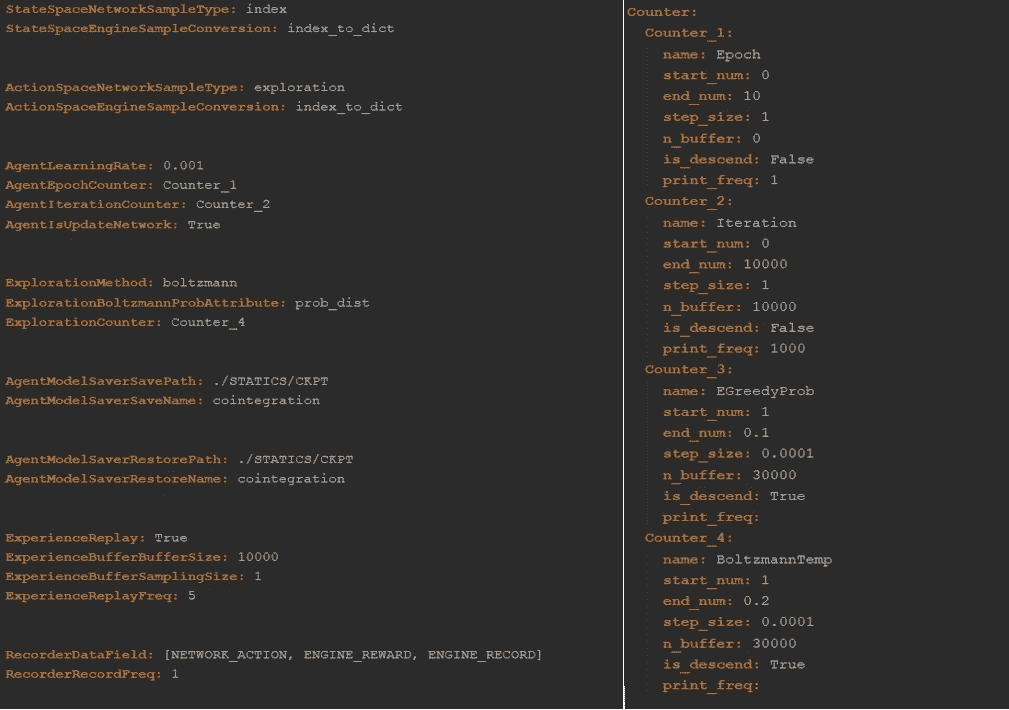 StateSpaceNetworkSampleType: index
StateSpaceEngineSampleConversion: index_to_dict
ActionSpaceNetworkSampleType: exploration
ActionSpaceEngineSampleConversion: index_to_dict
AgentLearningRate: 0.001
AgentEpochCounter: Counter_1
AgentIterationCounter: Counter_2
AgentIsUpdateNetwork: True
ExplorationMethod: boltzmann
ExplorationBoltzmannProbAttribute: prob_dist
ExplorationCounter: Counter_4
AgentModelSaverSavePath: ./STATICS/CKPT
AgentModelSaverSaveName: cointegration
AgentModelSaverRestorePath: ./STATICS/CKPT
AgentModelSaverRestoreName: cointegration
ExperienceReplay: True
ExperienceBufferBufferSize: 10000
ExperienceBufferSamplingSize: 1
ExperienceReplayFreq: 5
RecorderDataField: [NETWORK_ACTION, ENGINE_REWARD, ENGINE_RECORD]
RecorderRecordFreq: 1
Counter:
Counter_1:
name: Epoch
start_num: 0
end_num: 10
step_size: 1
n_buffer: 0
is_descend: False
print_freq: 1
Counter_2:
name: Iteration
start_num: 0
end_num: 10000
step_size: 1
n_buffer: 10000
is_descend: False
print_freq: 1000
Counter_3:
name: EGreedyProb
start_num: 1
end_num: 0.1
step_size: 0.0001
n_buffer: 30000
is_descend: True
print_freq:
Counter_4:
name: BoltzmannTemp
start_num: 1
end_num: 0.2
step_size: 0.0001
n_buffer: 30000
is_descend: True
print_freq: